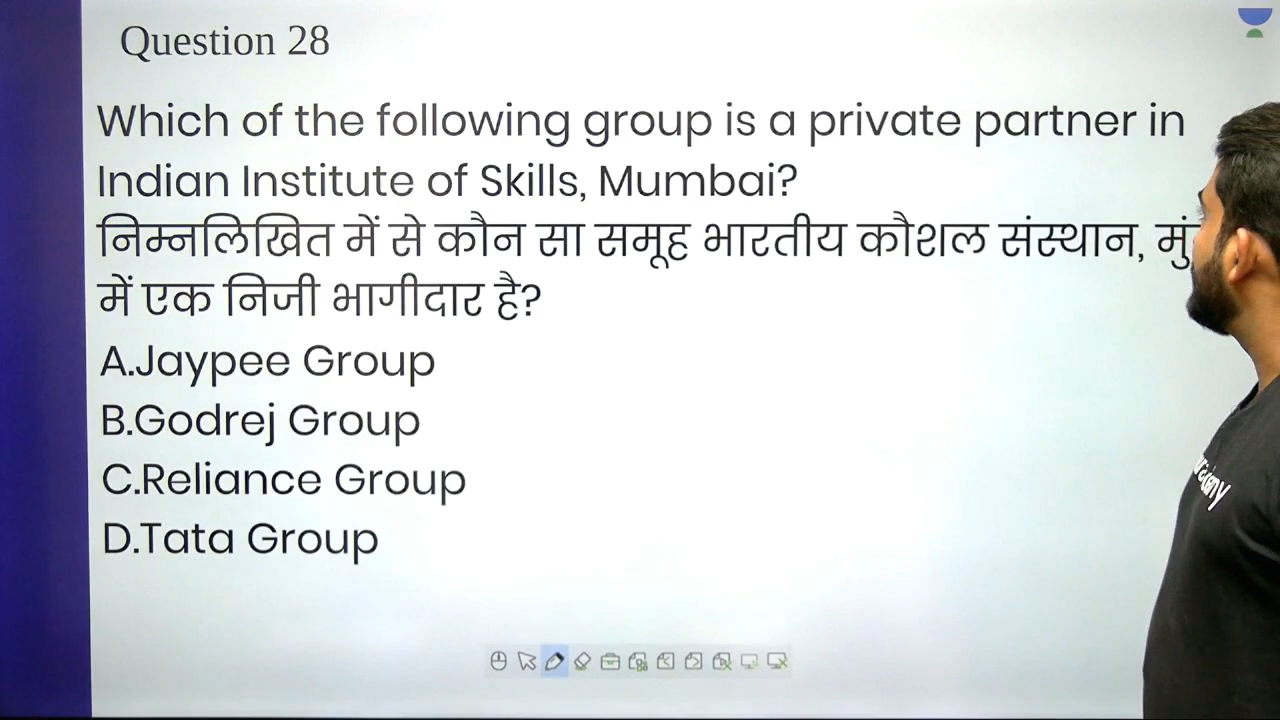 Question 28
Which of the following group is a private partner in
Indian Institute of Skills, Mumbai?
निम्नलिखित में से कौन सा समूह भारतीय कौशल संस्थान,
में एक निजी भागीदार है?
A.Jaypee Group
B.Godrej Group
C.Reliance Group
D.Tata Group